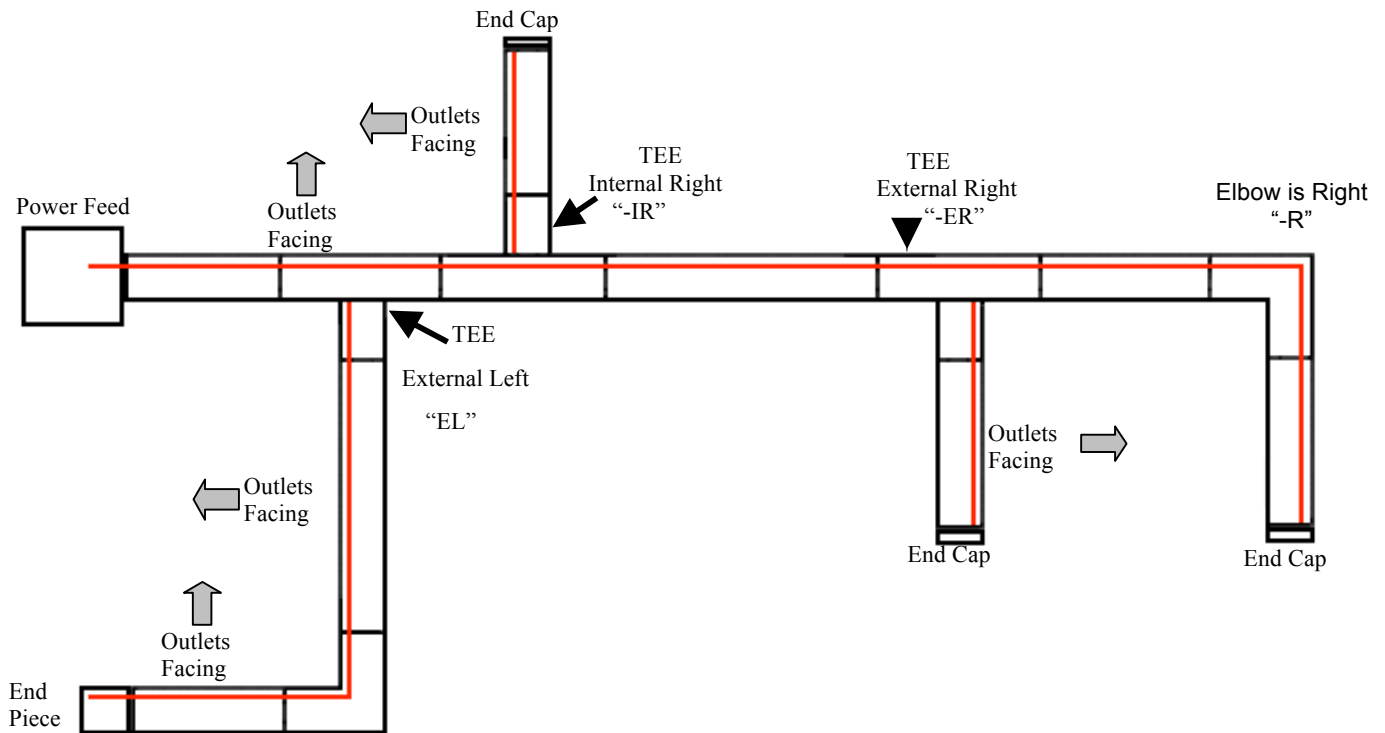 End Cap
Outlets
Facing
TEE
Internal Right
“-IR”
TEE
External Right
“-ER”
Elbow is Right
“-R”
Power Feed
Outlets
Facing
TEE
External Left
“EL”
Outlets
Facing
Outlets
Facing
End Cap
End Cap
Outlets
Facing
End
Piece